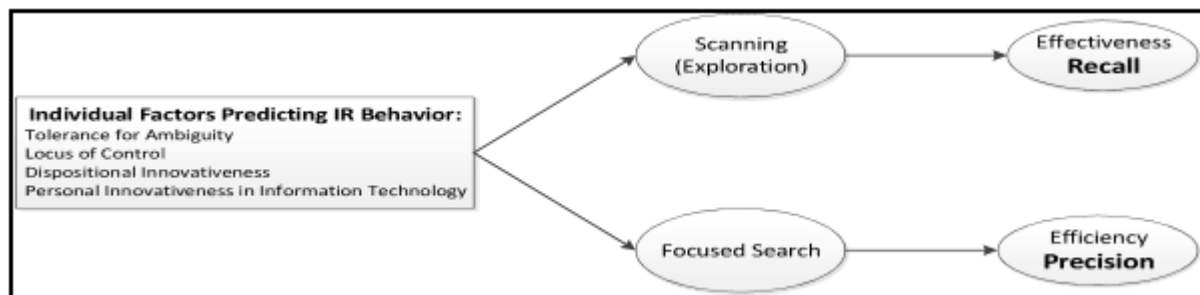 Individual Factors Predicting IR Behavior:
Tolerance for Ambiguity
Locus of Control
Dispositional Innovativeness
Personal Innovativeness in Information Technology
Scanning
(Exploration)
Effectiveness
Recall
Focused Search
Efficiency
Precision